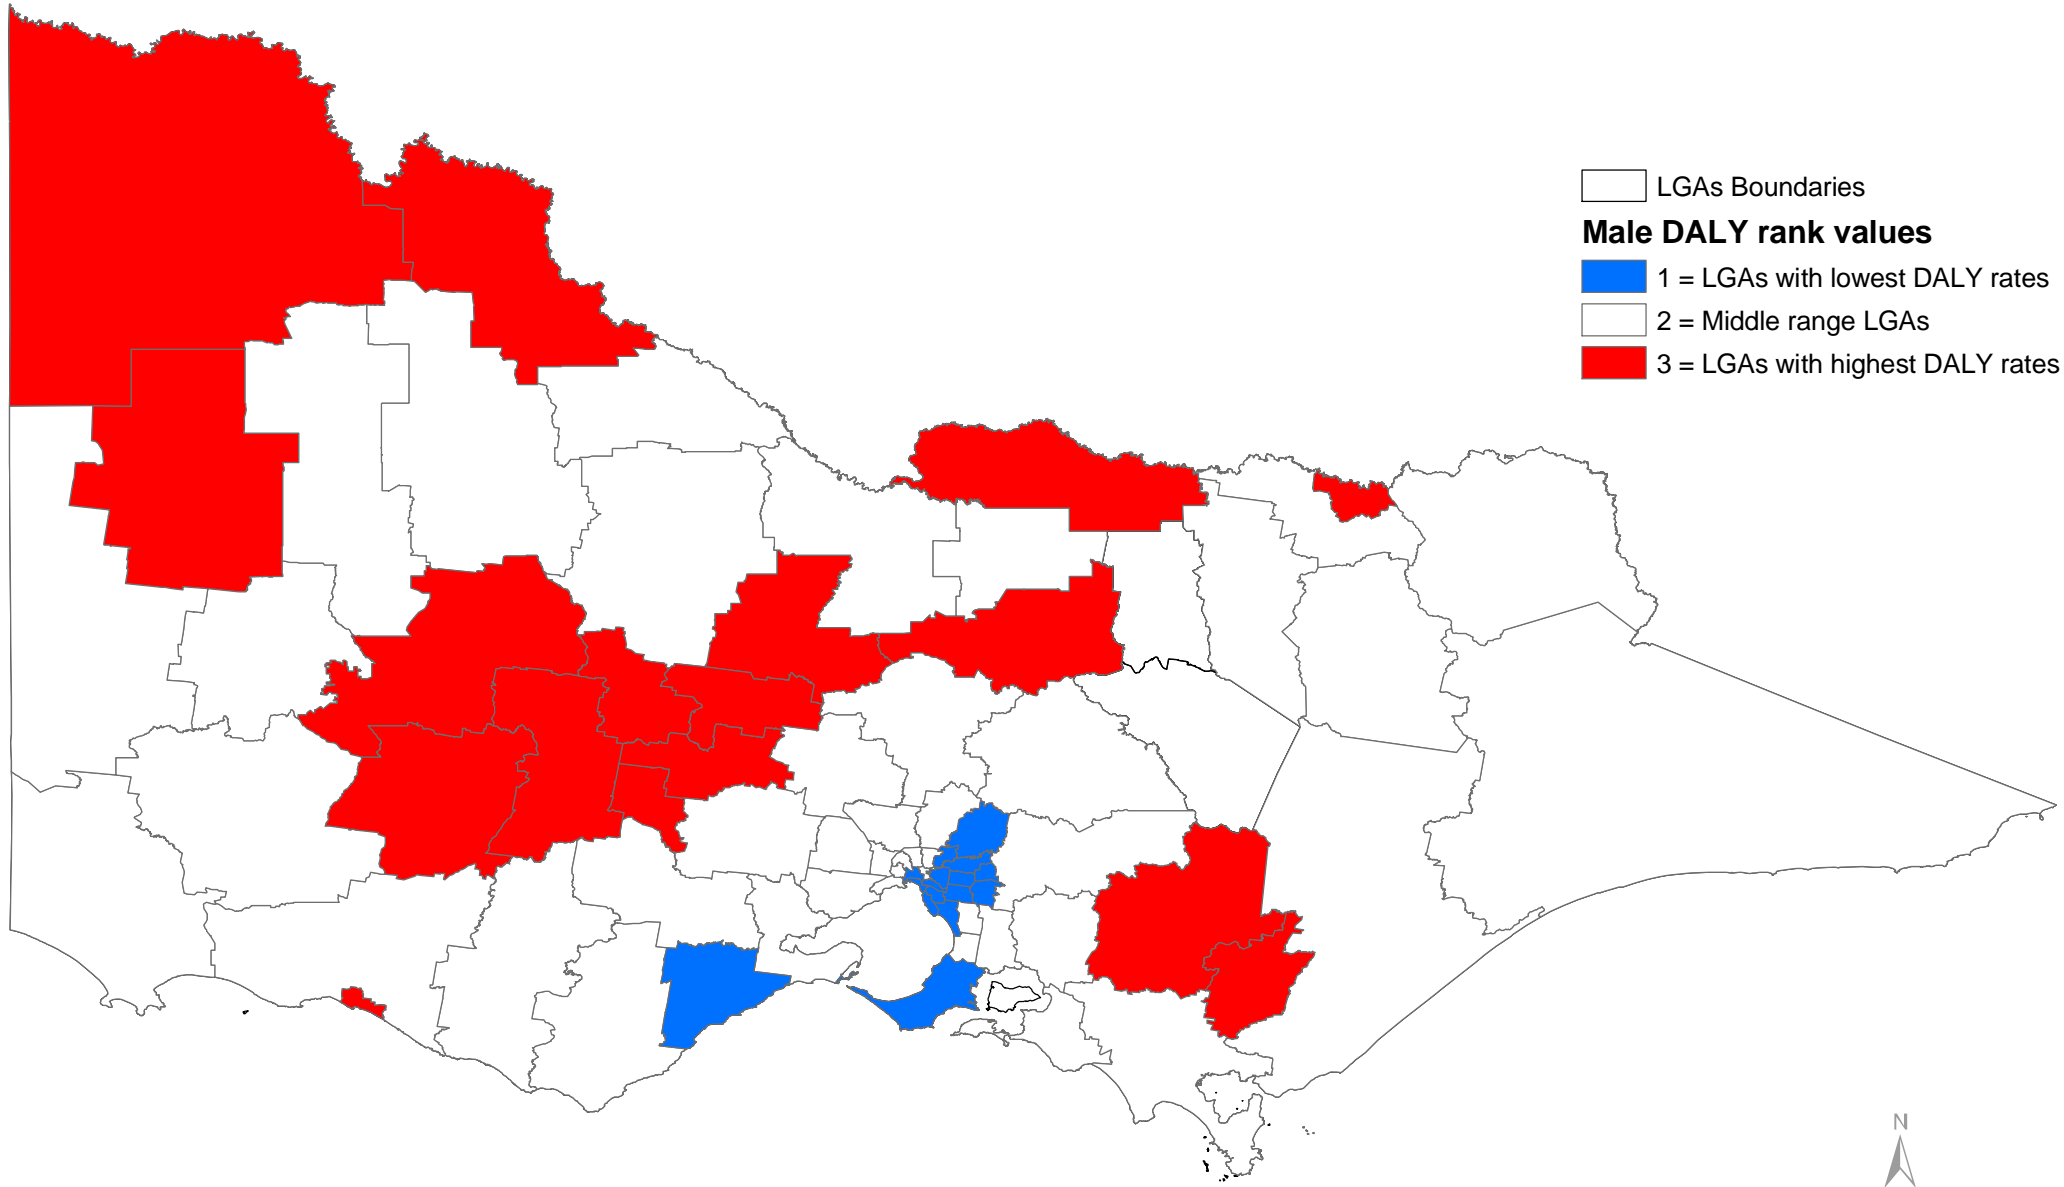 LGAs Boundaries
Male DALY rank values
1 = LGAs with lowest DALY rates
2 = Middle range LGAs
3 = LGAs with highest DALY rates
N